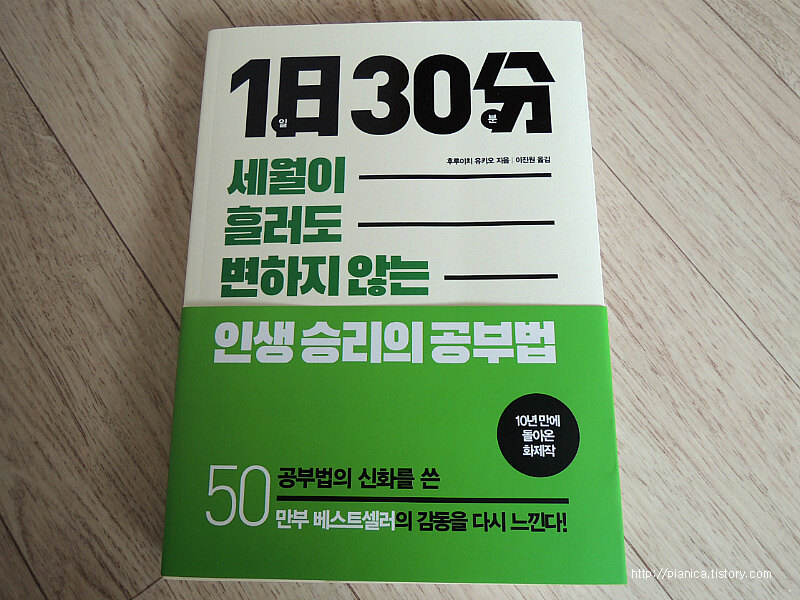 1日 30分
일 분
후루이치 유키오 지음 | 이진원 옮김
세월이
흘러도
변하지 않는
인생 승리의 공부법
10년 만에
돌아온
화제작
50 공부법의 신화를 쓴
만부 베스트셀러의 감동을 다시 느낀다!
http://pianica.tistory.com